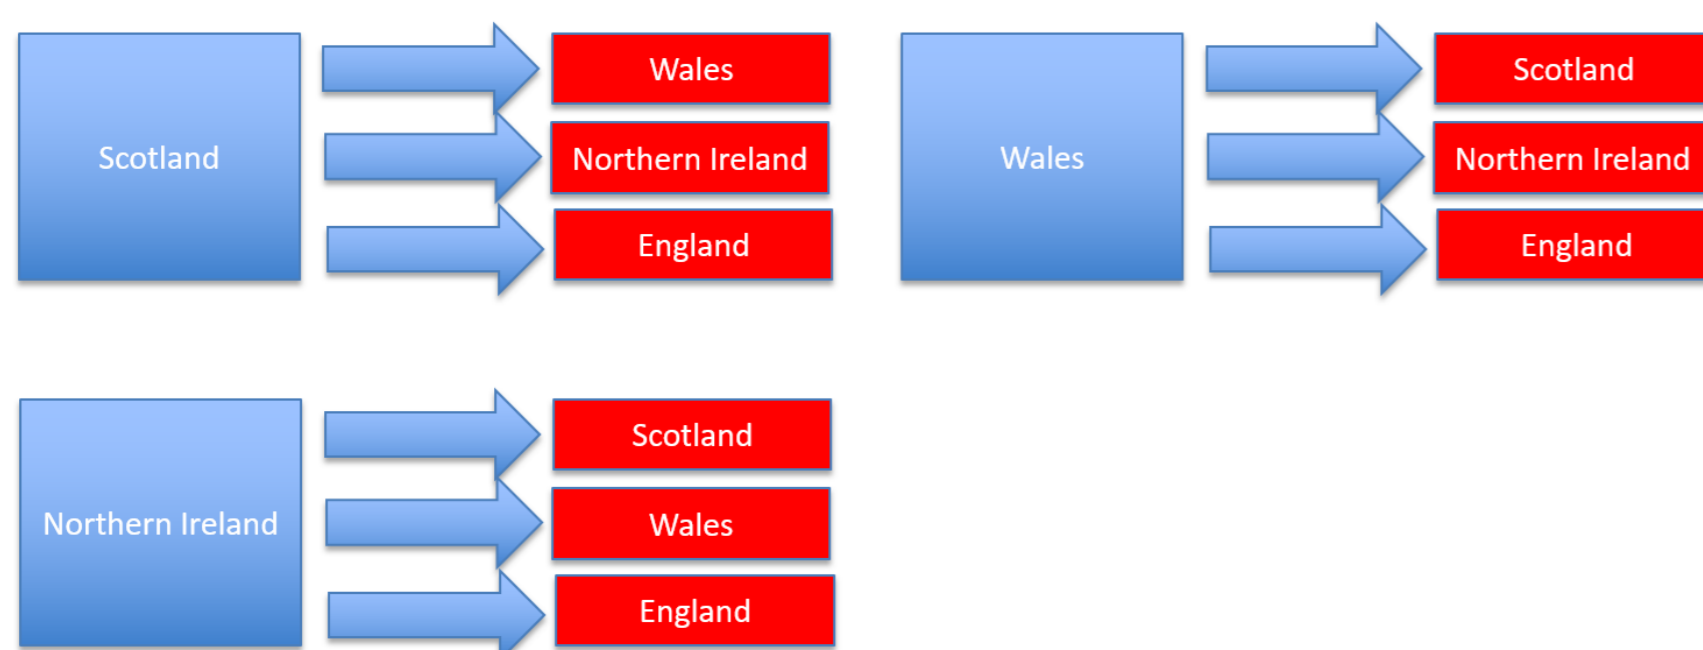 Scotland
Wales
Northern Ireland
England
Wales
Scotland
Northern Ireland
England
Northern Ireland
Scotland
Wales
England